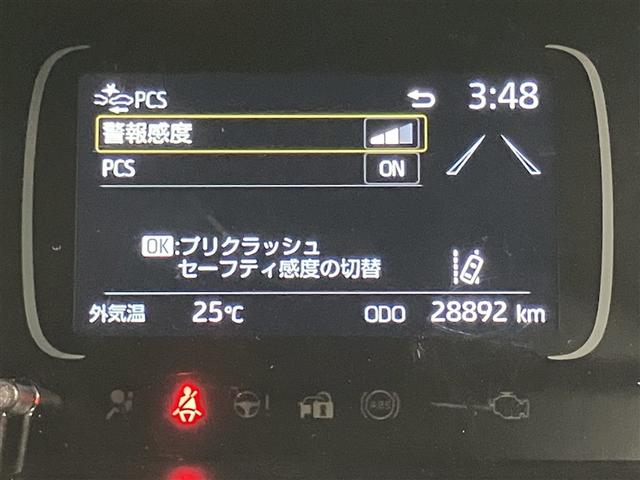 PCS
3:48
警報感度
PCS ON
OK:プリクラッシュ
セーフティ感度の切替
外気温 25℃ ODO 28892 km